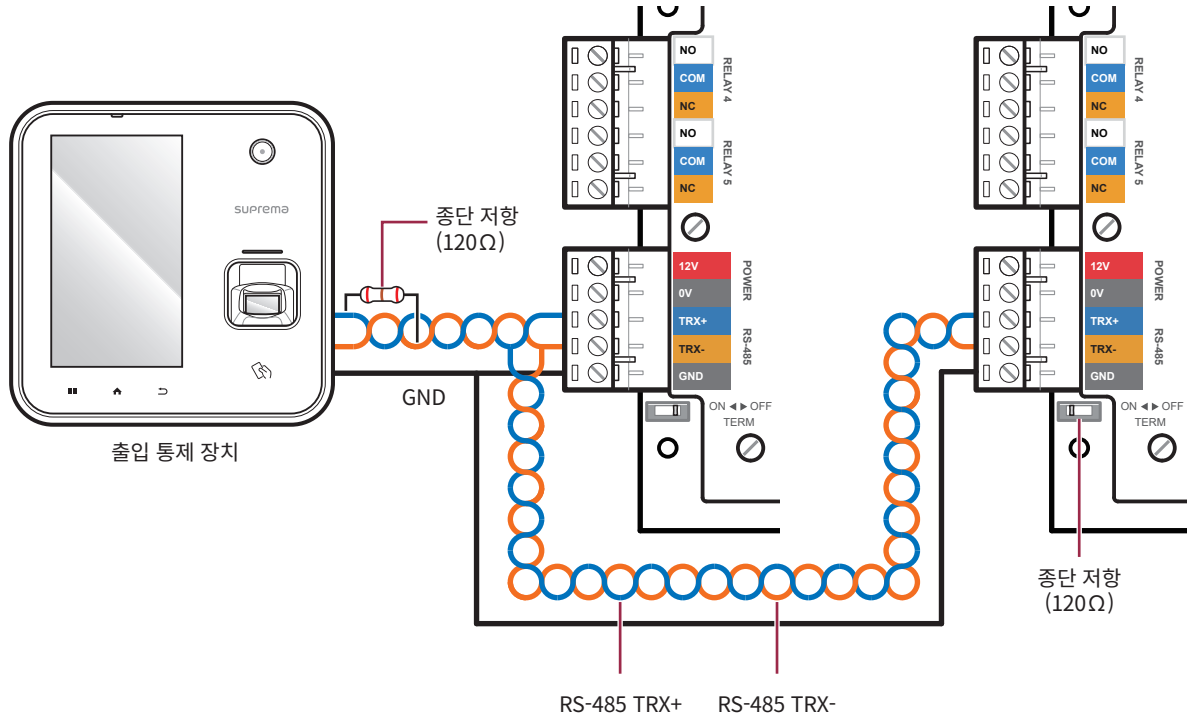 suprema
출입 통제 장치
종단 저항
(120Ω)
GND
NO
COM
NC
RELAY 4
NO
COM
NC
RELAY 5
12V
0V
POWER
TRX+
TRX-
GND
RS-485
ON ◀ ▶ OFF
TERM
NO
COM
NC
RELAY 4
NO
COM
NC
RELAY 5
12V
0V
POWER
TRX+
TRX-
GND
RS-485
ON ◀ ▶ OFF
TERM
종단 저항
(120Ω)
RS-485 TRX+
RS-485 TRX-